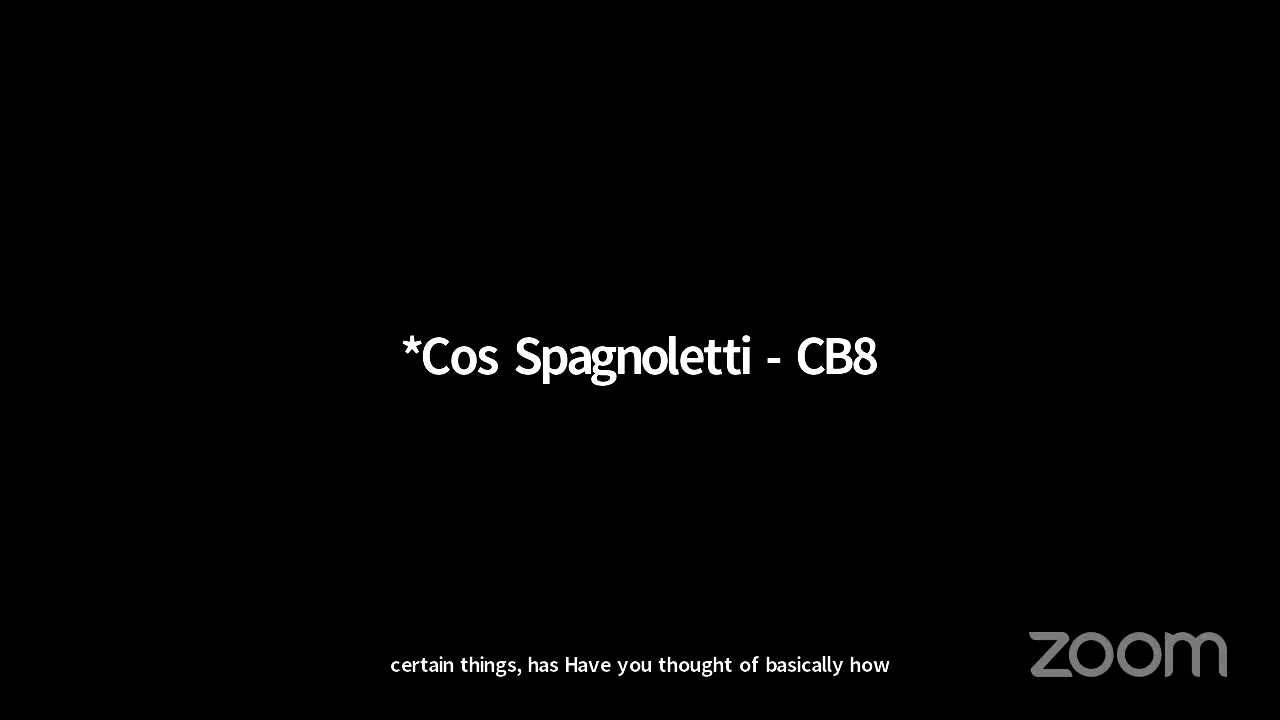 *Cos Spagnoletti - CB8
certain things, has Have you thought of basically how
zoom